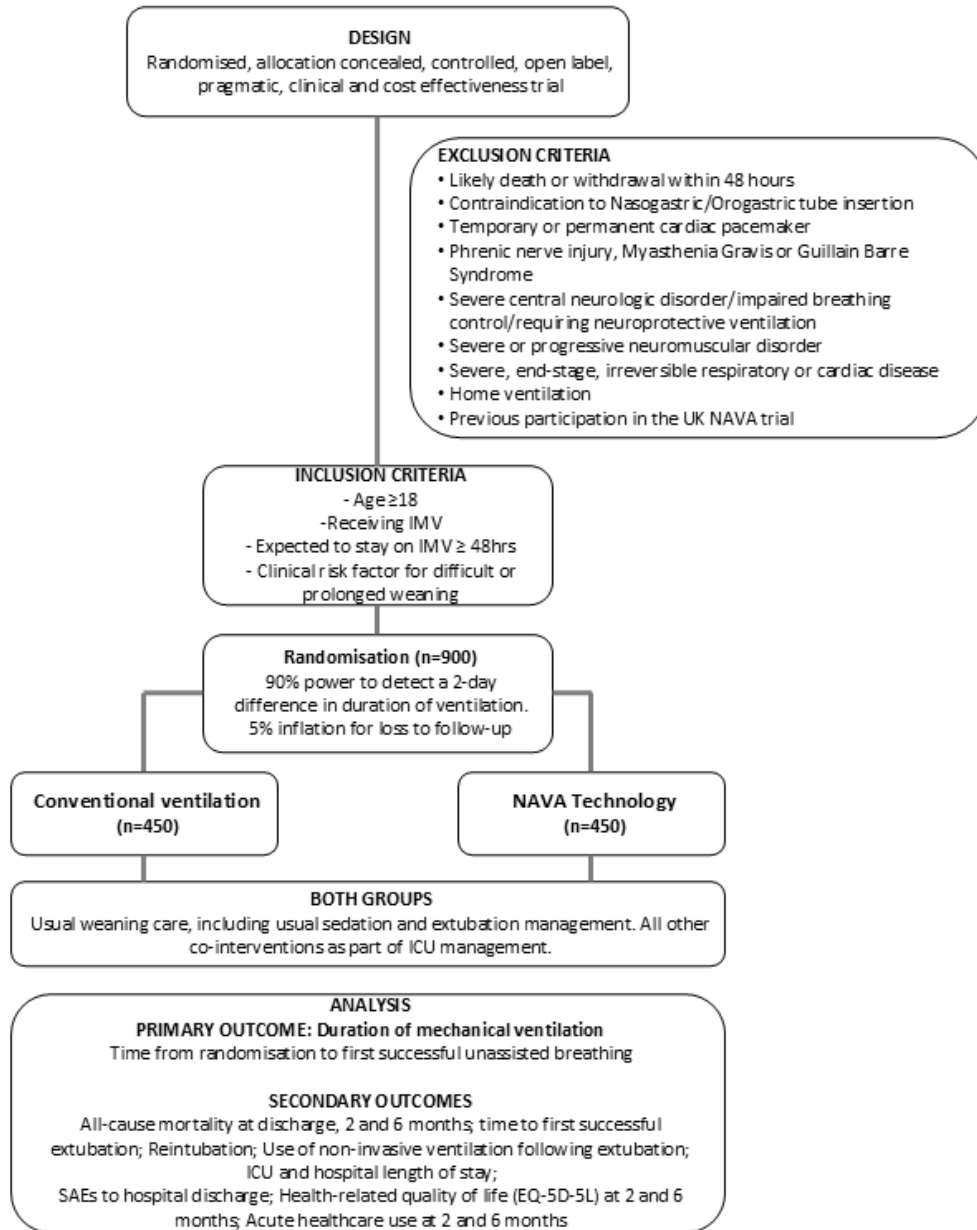 DESIGN
Randomised, allocation concealed, controlled, open label,
pragmatic, clinical and cost effectiveness trial
EXCLUSION CRITERIA
• Likely death or withdrawal within 48 hours
• Contraindication to Nasogastric/Orogastric tube insertion
• Temporary or permanent cardiac pacemaker
• Phrenic nerve injury, Myasthenia Gravis or Guillain Barre
Syndrome
• Severe central neurologic disorder/impaired breathing
control/requiring neuroprotective ventilation
• Severe or progressive neuromuscular disorder
• Severe, end-stage, irreversible respiratory or cardiac disease
• Home ventilation
• Previous participation in the UK NAVA trial
INCLUSION CRITERIA
- Age ≥18
-Receiving IMV
- Expected to stay on IMV ≥ 48hrs
- Clinical risk factor for difficult or
prolonged weaning
Randomisation (n=900)
90% power to detect a 2-day
difference in duration of ventilation.
5% inflation for loss to follow-up
Conventional ventilation
(n=450)
NAVA Technology
(n=450)
BOTH GROUPS
Usual weaning care, including usual sedation and extubation management. All other
co-interventions as part of ICU management.
ANALYSIS
PRIMARY OUTCOME: Duration of mechanical ventilation
Time from randomisation to first successful unassisted breathing
SECONDARY OUTCOMES
All-cause mortality at discharge, 2 and 6 months; time to first successful
extubation; Reintubation; Use of non-invasive ventilation following extubation;
ICU and hospital length of stay;
SAEs to hospital discharge; Health-related quality of life (EQ-5D-5L) at 2 and 6
months; Acute healthcare use at 2 and 6 months